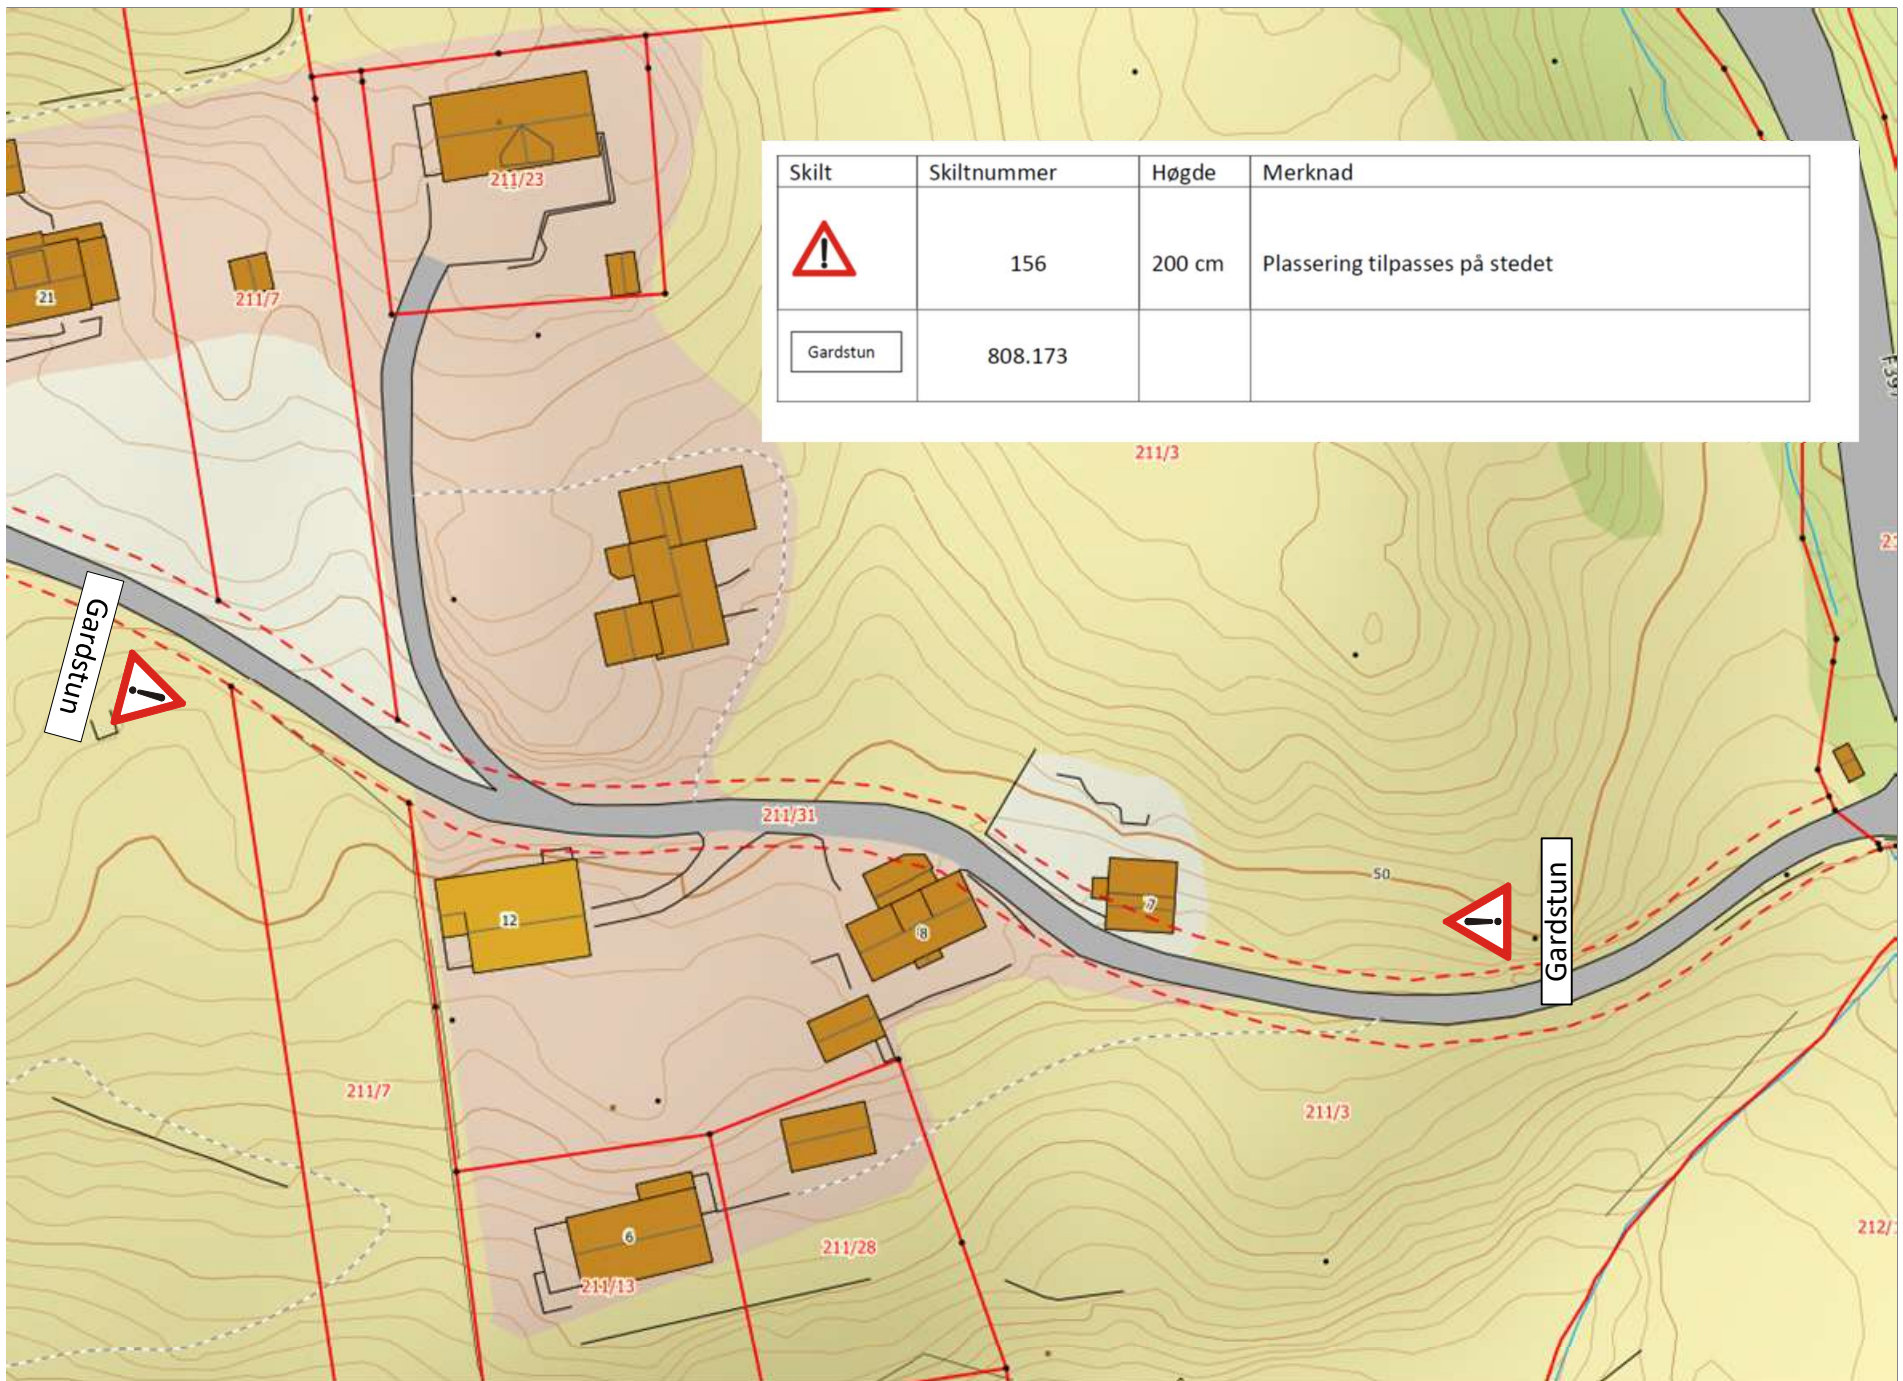 211/23
Skilt Skiltnummer Høgde Merknad
156 200 cm Plassering tilpasses på stedet
Gardstun 808.173
21
211/7
211/3
Gardstun
211/31
12
8
7
50
Gardstun
211/7
211/3
6
211/28
211/13